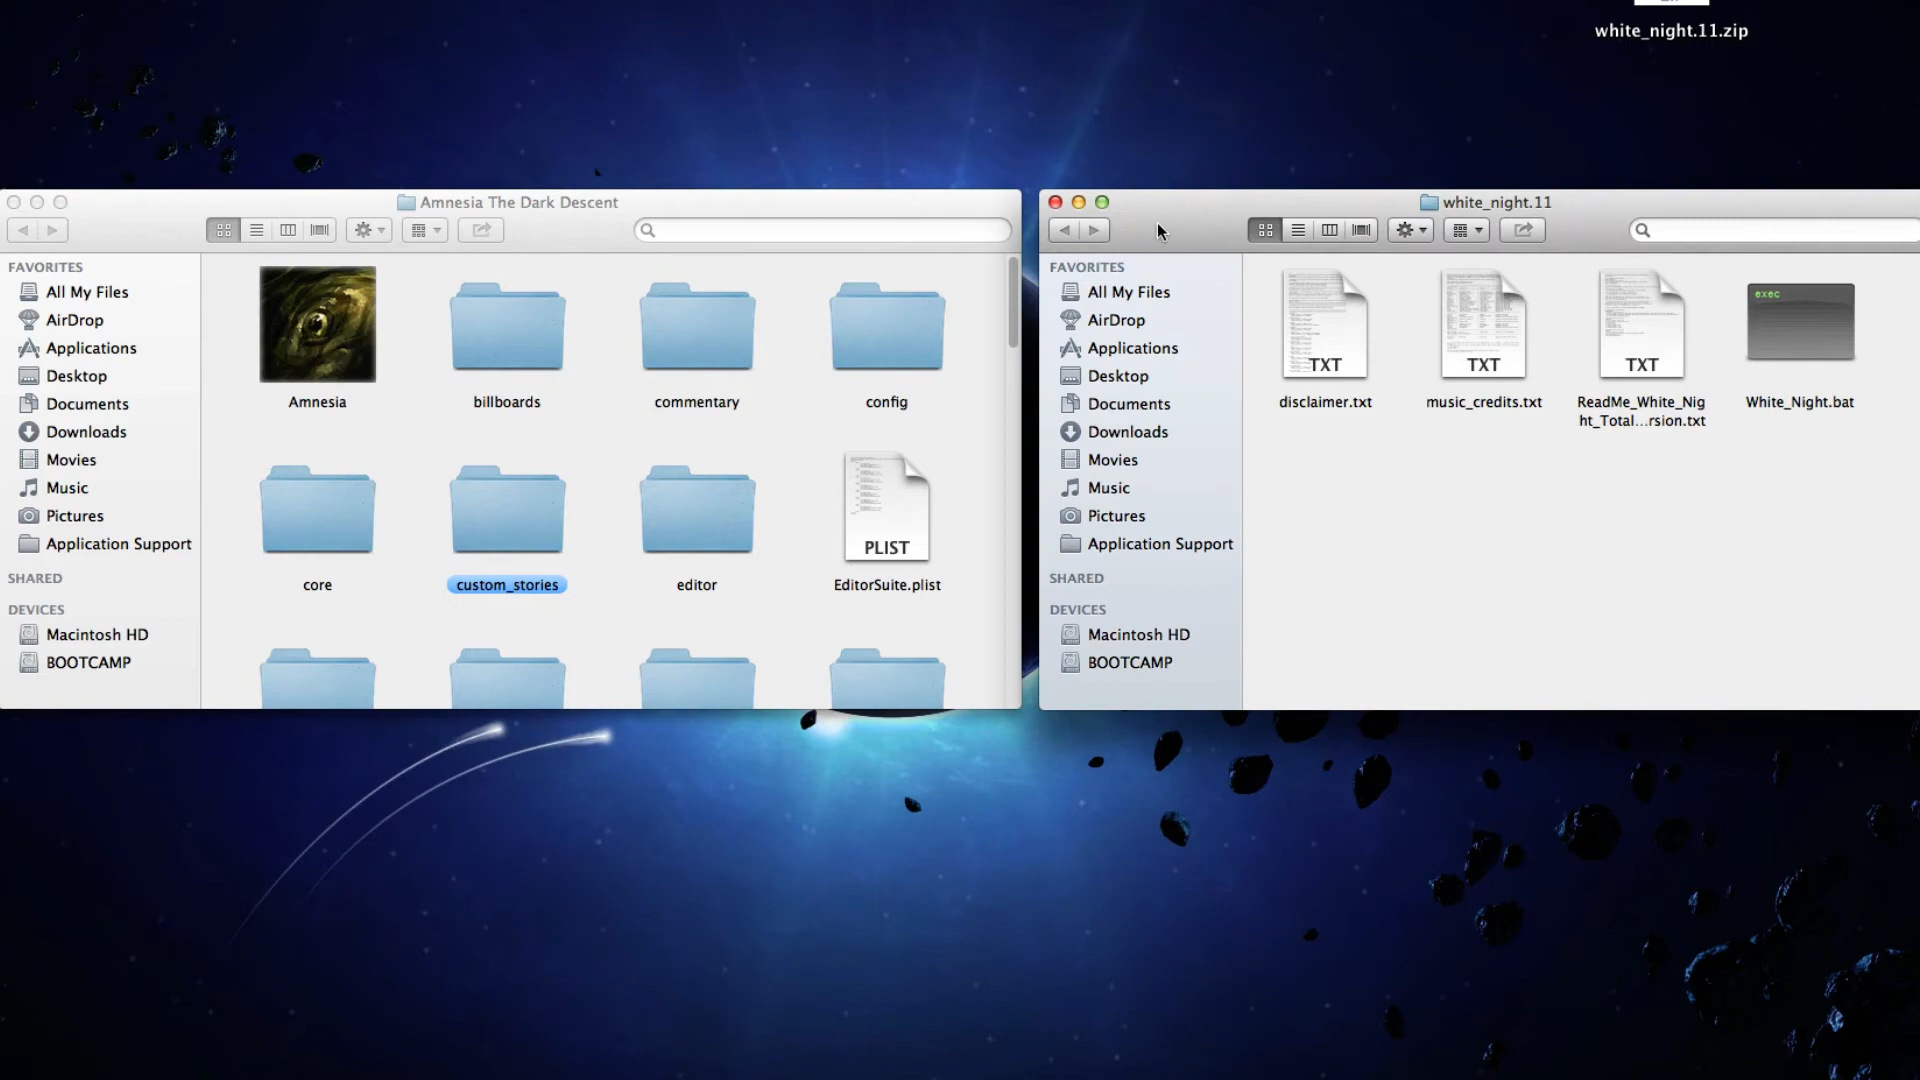 white_night.11.zip
Amnesia The Dark Descent
FAVORITES
All My Files
AirDrop
Applications
Desktop
Documents
Downloads
Movies
Music
Pictures
Application Support
SHARED
DEVICES
Macintosh HD
BOOTCAMP
Amnesia
billboards
commentary
config
core
custom_stories
editor
PLIST
EditorSuite.plist
white_night.11
FAVORITES
All My Files
AirDrop
Applications
Desktop
Documents
Downloads
Movies
Music
Pictures
Application Support
SHARED
DEVICES
Macintosh HD
BOOTCAMP
TXT
disclaimer.txt
TXT
music_credits.txt
TXT
ReadMe_White_Nig
ht_Total...rsion.txt
exec
White_Night.bat